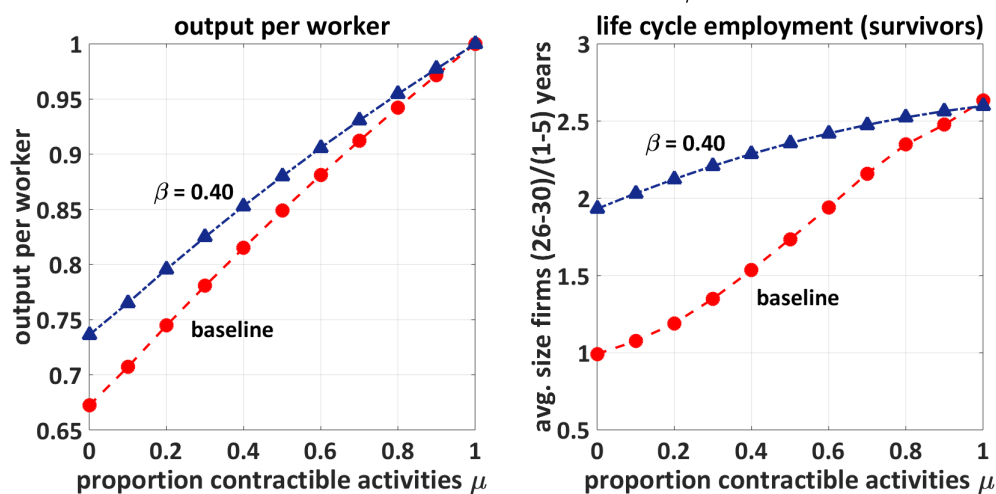 output per worker
output per worker
1
0.95
0.9
0.85
0.8
0.75
0.7
0.65
β = 0.40
baseline
0 0.2 0.4 0.6 0.8 1
proportion contractible activities μ
life cycle employment (survivors)
avg. size firms (26-30)/(1-5) years
3
2.5
2
1.5
1
0.5
β = 0.40
baseline
0 0.2 0.4 0.6 0.8 1
proportion contractible activities μ